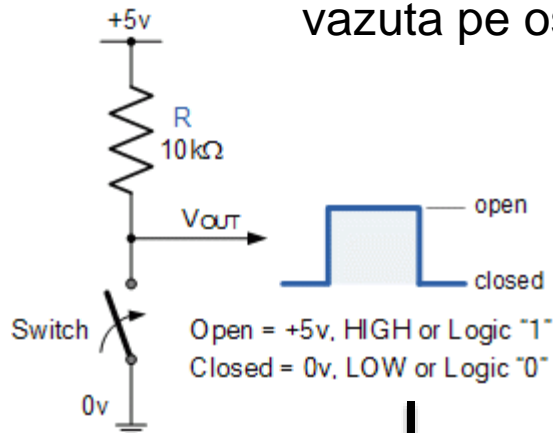 vazuta pe os
+5v
R
10kΩ
VOUT
open
closed
Switch
Open = +5v, HIGH or Logic "1"
Closed = 0v, LOW or Logic "0"
0v